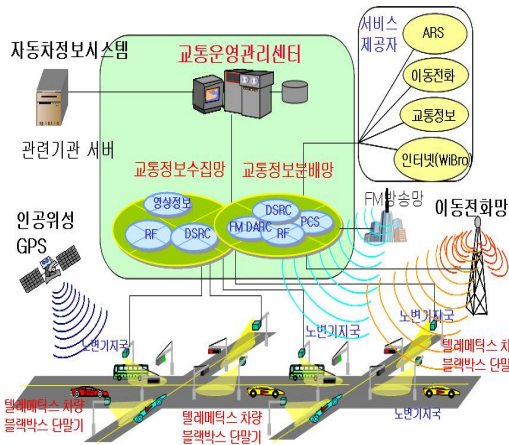 서비스
제공자
ARS
이동전화
교통정보
인터넷(WiBro)
자동차정보시스템
교통운영관리센터
관련기관 서버
교통정보수집망
교통정보분배망
영상정보
RF
DSRC
DSRC
FM DARC
PCS
RF
FM방송망
이동전화망
인공위성
GPS
노변기지국
노변기지국
노변기지국
텔레메틱스 차량
블랙박스 단말기
텔레메틱스 차량
블랙박스 단말기
텔레메틱스 차
블랙박스 단말
노변기지국